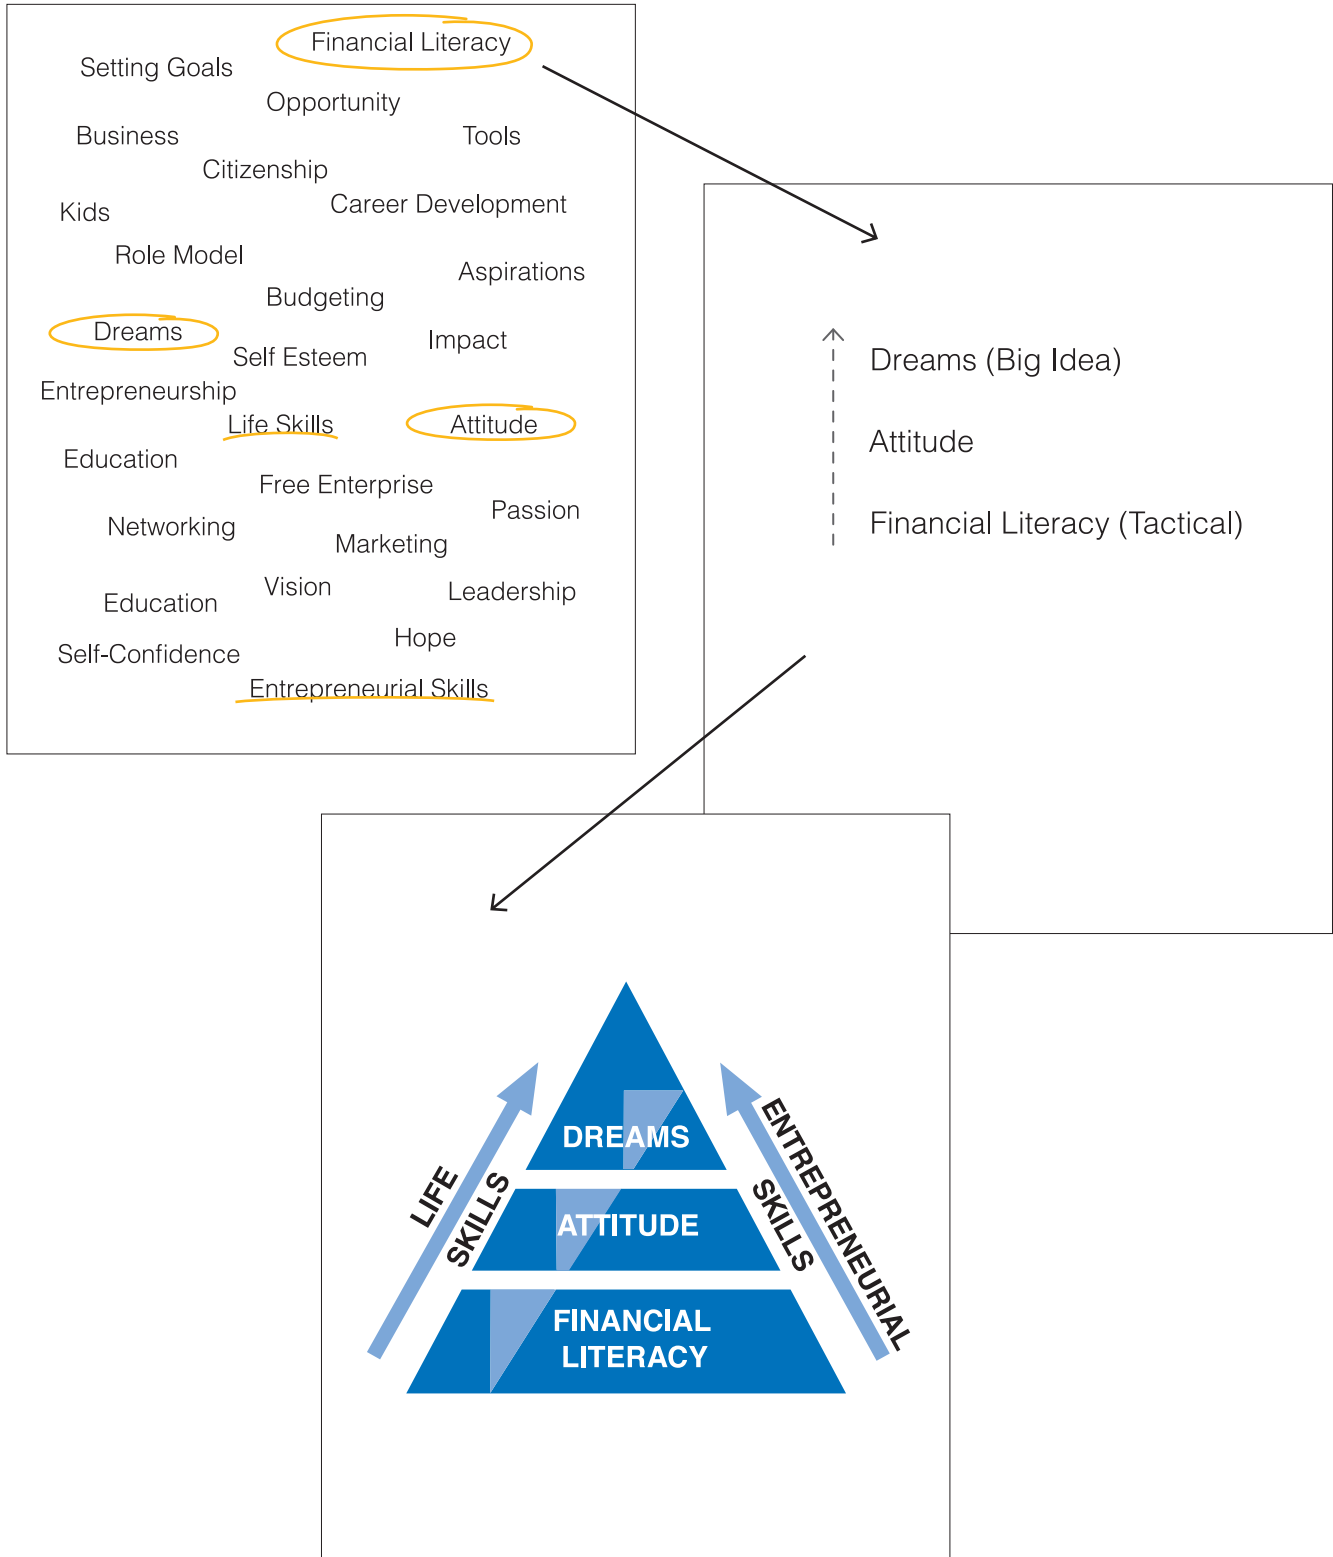 Financial Literacy
Setting Goals
Opportunity
Business
Tools
Citizenship
Kids
Career Development
Role Model
Aspirations
Budgeting
Dreams
Impact
Self Esteem
Entrepreneurship
Life Skills
Attitude
Education
Free Enterprise
Passion
Networking
Marketing
Vision
Leadership
Education
Hope
Self-Confidence
Entrepreneurial Skills
Dreams (Big Idea)
Attitude
Financial Literacy (Tactical)
LIFE
SKILLS
DREAMS
ATTITUDE
FINANCIAL
LITERACY
ENTREPRENEURIAL
SKILLS